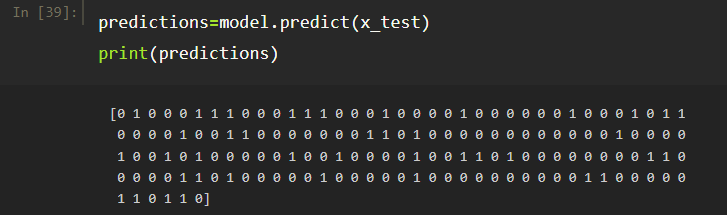 In [39]:
predictions=model.predict(x_test)
print(predictions)
[0 1 0 0 0 1 1 1 0 0 0 1 1 1 0 0 0 1 0 0 0 0 1 0 0 0 0 0 0 1 0 0 0 1 0 1 1
0 0 0 0 1 0 0 1 1 0 0 0 0 0 0 0 1 1 0 1 0 0 0 0 0 0 0 0 0 0 0 0 1 0 0 0 0
1 0 0 1 0 1 0 0 0 0 0 1 0 0 1 0 0 0 0 1 0 0 1 1 0 1 0 0 0 0 0 0 0 0 1 1 0
0 0 0 0 1 1 0 1 0 0 0 0 0 1 0 0 0 0 0 1 0 0 0 0 0 0 0 0 0 0 1 1 0 0 0 0 0
1 1 0 1 1 0]